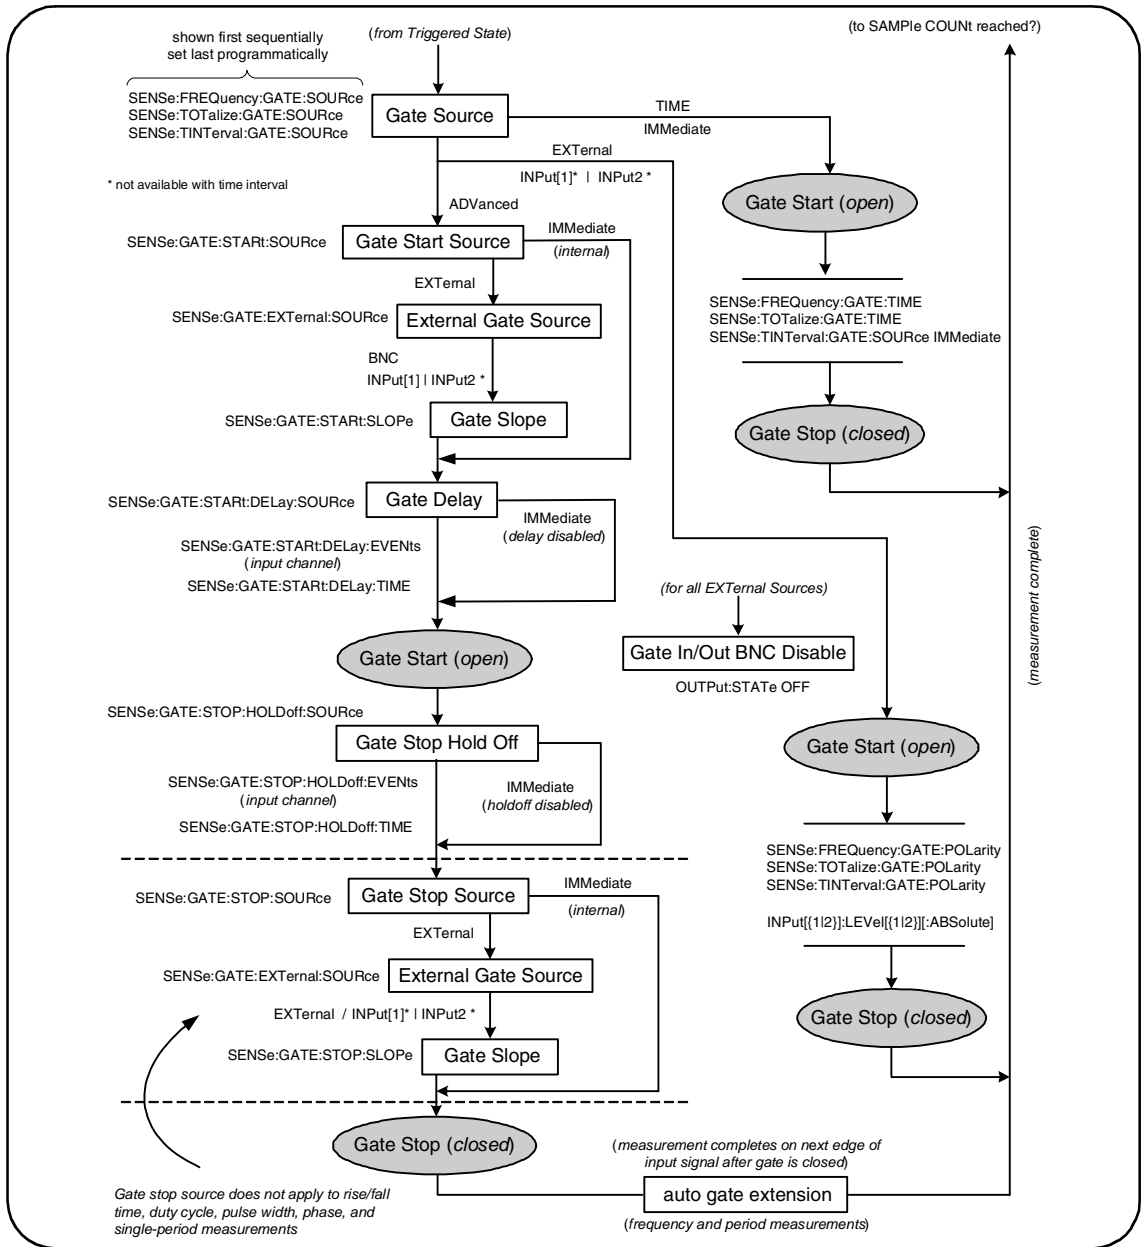 shown first sequentially
set last programmatically
(from Triggered State)
(to SAMPle COUNt reached?)
SENSe:FREQuency:GATE:SOURce
SENSe:TOTalize:GATE:SOURce
SENSe:TINTerval:GATE:SOURce
Gate Source
TIME
IMMediate
EXTernal
INPut[1]* | INPut2 *
* not available with time interval
ADVanced
Gate Start (open)
SENSe:GATE:STARt:SOURce
Gate Start Source
IMMediate
(internal)
EXTernal
SENSe:GATE:EXTernal:SOURce
External Gate Source
SENSe:FREQuency:GATE:TIME
SENSe:TOTalize:GATE:TIME
SENSe:TINTerval:GATE:SOURce IMMediate
BNC
INPut[1] | INPut2 *
SENSe:GATE:STARt:SLOPe
Gate Slope
Gate Stop (closed)
SENSe:GATE:STARt:DELay:SOURce
Gate Delay
IMMediate
(delay disabled)
SENSe:GATE:STARt:DELay:EVENts
(input channel)
SENSe:GATE:STARt:DELay:TIME
(for all EXTernal Sources)
Gate In/Out BNC Disable
OUTPut:STATe OFF
(measurement complete)
Gate Start (open)
SENSe:GATE:STOP:HOLDoff:SOURce
Gate Stop Hold Off
IMMediate
(holdoff disabled)
SENSe:GATE:STOP:HOLDoff:EVENts
(input channel)
SENSe:GATE:STOP:HOLDoff:TIME
Gate Start (open)
SENSe:FREQuency:GATE:POLarity
SENSe:TOTalize:GATE:POLarity
SENSe:TINTerval:GATE:POLarity
INPut[{1|2}]:LEVel[{1|2}][:ABSolute]
SENSe:GATE:STOP:SOURce
Gate Stop Source
IMMediate
(internal)
EXTernal
SENSe:GATE:EXTernal:SOURce
External Gate Source
EXTernal / INPut[1]* | INPut2 *
SENSe:GATE:STOP:SLOPe
Gate Slope
Gate Stop (closed)
Gate Stop (closed)
(measurement completes on next edge of
input signal after gate is closed)
auto gate extension
(frequency and period measurements)
Gate stop source does not apply to rise/fall
time, duty cycle, pulse width, phase, and
single-period measurements